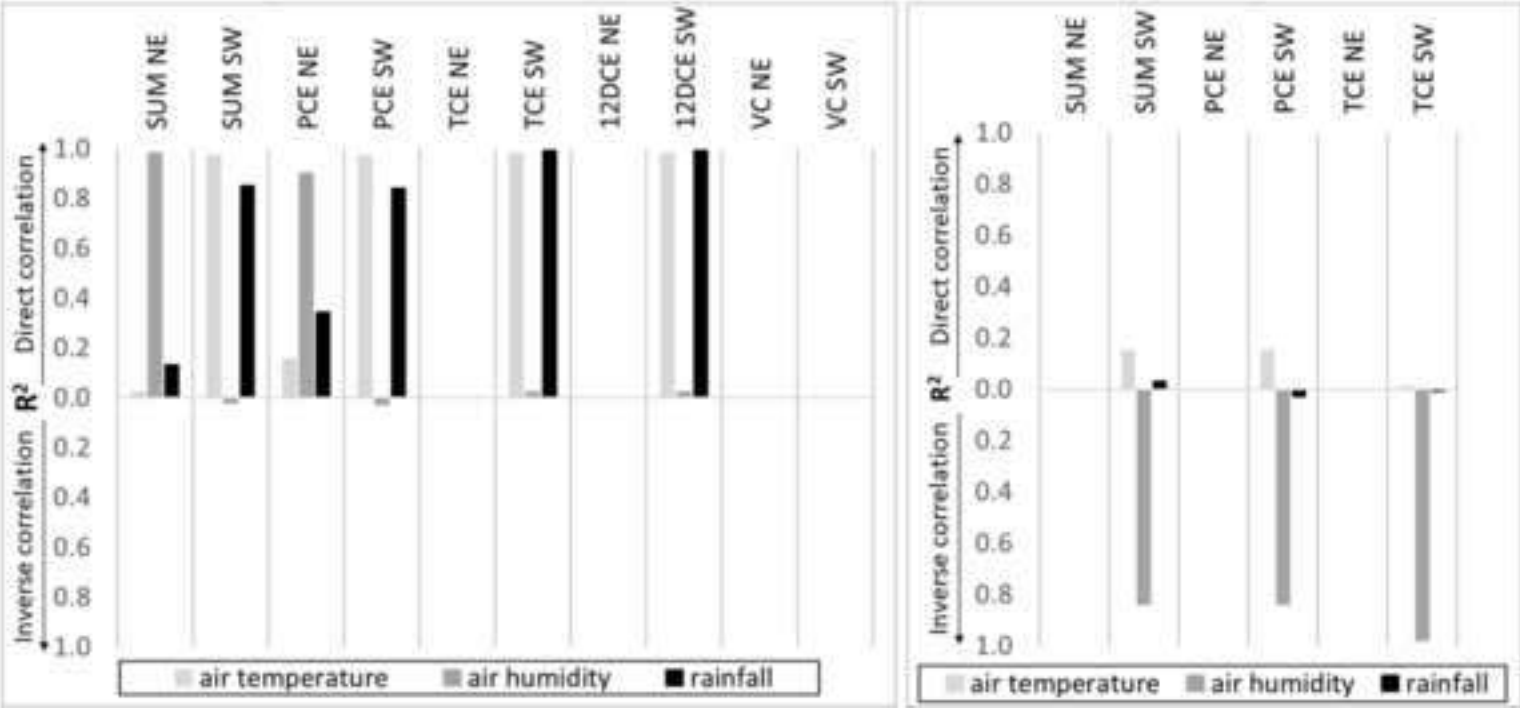 SUM NE
SUM SW
PCE NE
PCE SW
TCE NE
TCE SW
12DCE NE
12DCE SW
VC NE
VC SW
Direct correlation
R²
Inverse correlation
1.0
0.8
0.6
0.4
0.2
0.0
0.2
0.4
0.6
0.8
1.0
air temperature air humidity rainfall
SUM NE
SUM SW
PCE NE
PCE SW
TCE NE
TCE SW
Direct correlation
R²
Inverse correlation
1.0
0.8
0.6
0.4
0.2
0.0
0.2
0.4
0.6
0.8
1.0
air temperature air humidity rainfall